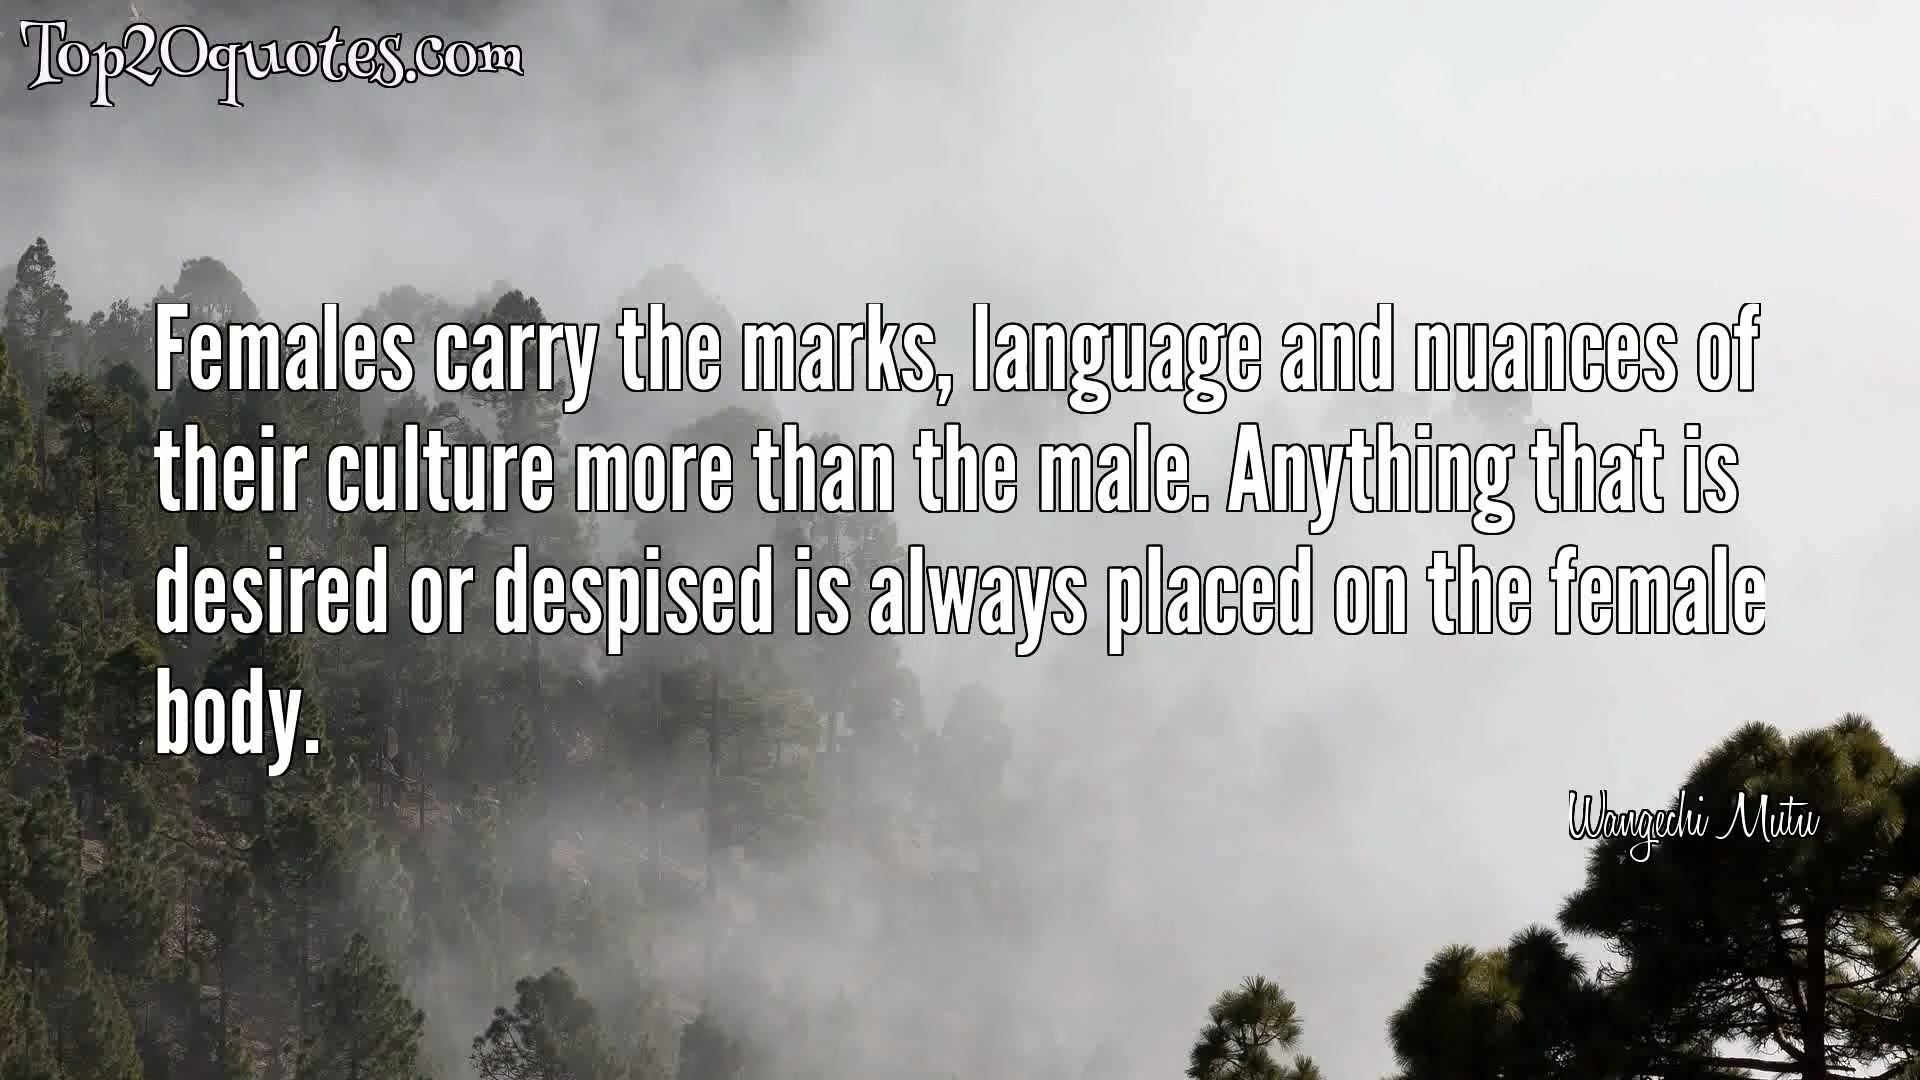 Top20quotes.com
Females carry the marks, language and nuances of
their culture more than the male. Anything that is
desired or despised is always placed on the female
body.
Wangechi Mutu